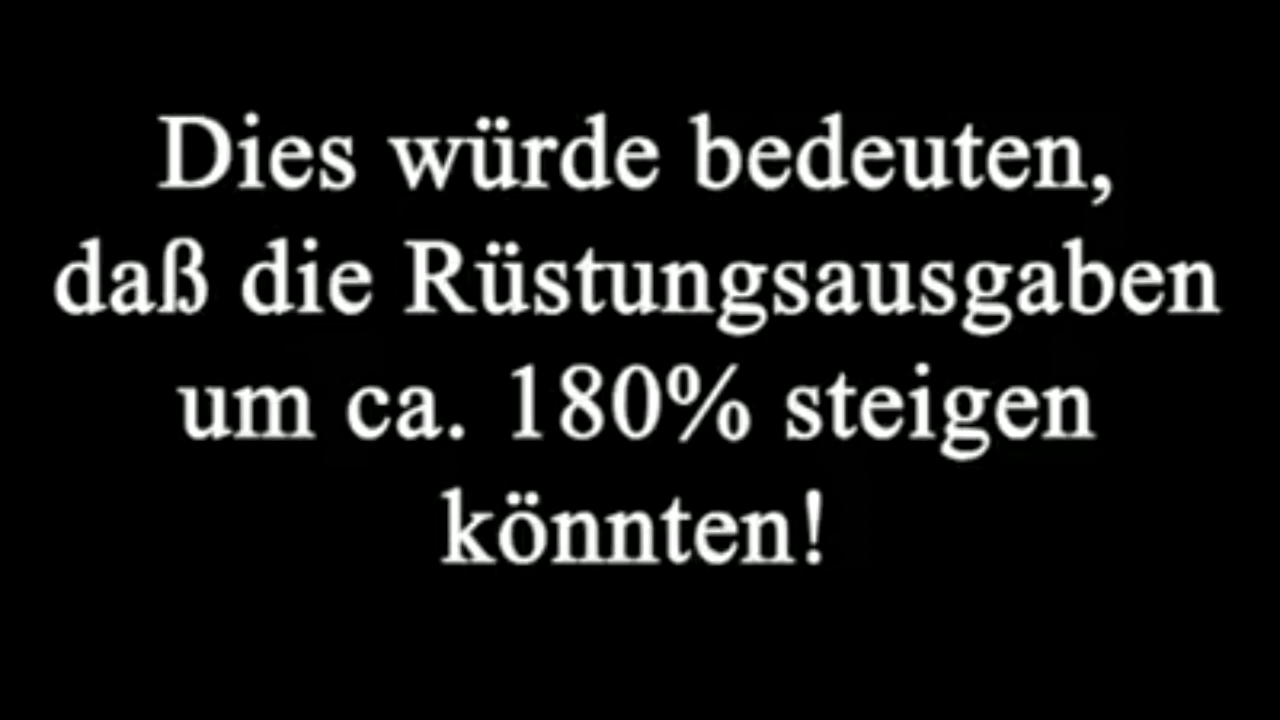 Dies würde bedeuten,
daß die Rüstungsausgaben
um ca. 180% steigen
könnten!